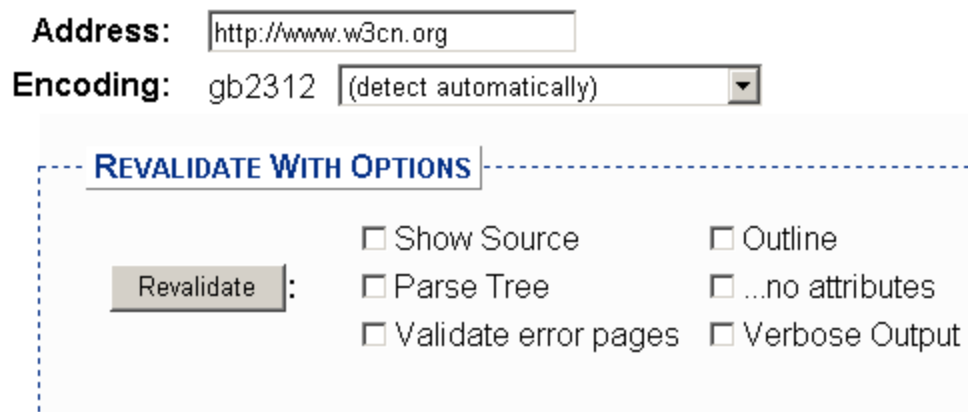 Address: http://www.w3cn.org
Encoding: gb2312 (detect automatically)
REVALIDATE WITH OPTIONS
Show Source Outline
Revalidate : Parse Tree ...no attributes
Validate error pages Verbose Output